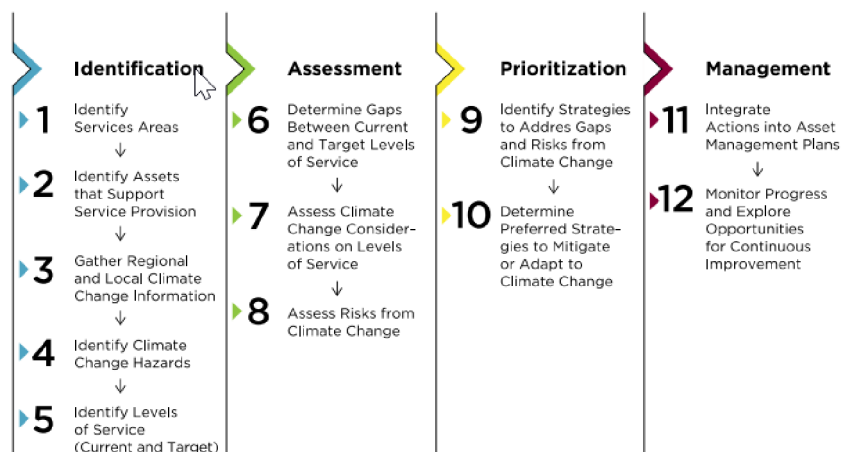 Identification
1
Identify
Services Areas
2
Identify Assets
that Support
Service Provision
3
Gather Regional
and Local Climate
Change Information
4
Identify Climate
Change Hazards
5
Identify Levels
of Service
(Current and Target)
Assessment
6
Determine Gaps
Between Current
and Target Levels
of Service
7
Assess Climate
Change Consider-
ations on Levels
of Service
8
Assess Risks from
Climate Change
Prioritization
9
Identify Strategies
to Addres Gaps
and Risks from
Climate Change
10
Determine
Preferred Strate-
gies to Mitigate
or Adapt to
Climate Change
Management
11
Integrate
Actions into Asset
Management Plans
12
Monitor Progress
and Explore
Opportunities
for Continuous
Improvement